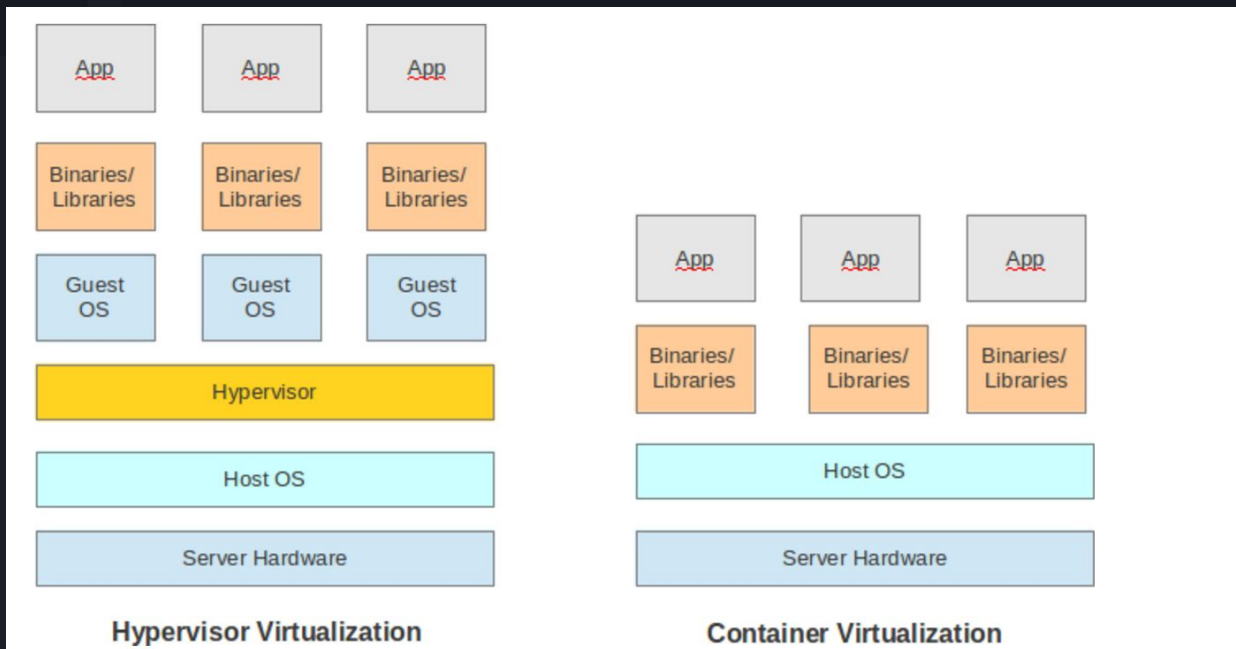 App
App
App
Binaries/
Libraries
Binaries/
Libraries
Binaries/
Libraries
Guest
OS
Guest
OS
Guest
OS
Hypervisor
Host OS
Server Hardware
Hypervisor Virtualization
App
App
App
Binaries/
Libraries
Binaries/
Libraries
Binaries/
Libraries
Host OS
Server Hardware
Container Virtualization